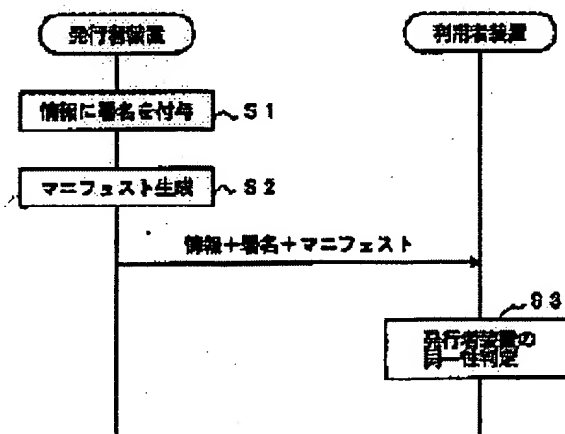 発行者装置
利用者装置
情報に署名を付与
S1
マニフェスト生成
S2
情報+署名+マニフェスト
S3
発行者装置の
同一性判定